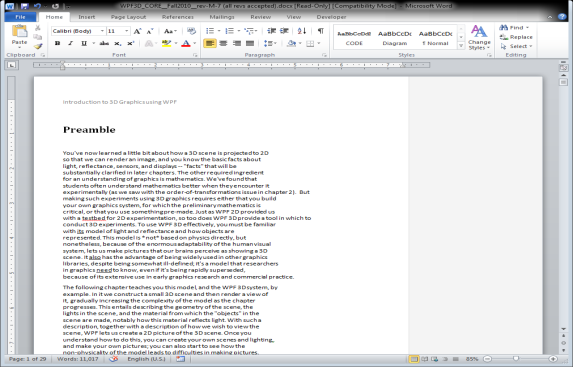 WPF3D_CORE__Fall2010__rev-M-7 (all revs accepted).docx [Read-Only] [Compatibility Mode] - Microsoft Word
File Home Insert Page Layout References Mailings Review View Developer
Calibri (Body) 11
AaBbCcDdI AaBbCcDc AaBbCcDc
Paste CODE Diagram ¶ Normal Change Styles
Find
Replace
Select
Clipboard Font Paragraph Styles Editing
Introduction to 3D Graphics using WPF
Preamble
You've now learned a little bit about how a 3D scene is projected to 2D
so that we can render an image, and you know the basic facts about
light, reflectance, sensors, and displays -- "facts" that will be
substantially clarified in later chapters. The other required ingredient
for an understanding of graphics is mathematics. We've found that
students often understand mathematics better when they encounter it
experimentally (as we saw with the order-of-transformations issue in chapter 2). But
making such experiments using 3D graphics requires either that you build
your own graphics system, for which the preliminary mathematics is
critical, or that you use something pre-made. Just as WPF 2D provided us
with a testbed for 2D experimentation, so too does WPF 3D provide a tool in which to
conduct 3D experiments. To use WPF 3D effectively, you must be familiar
with its model of light and reflectance and how objects are
represented. This model is *not* based on physics directly, but
nonetheless, because of the enormous adaptability of the human visual
system, lets us make pictures that our brains perceive as showing a 3D
scene. It also has the advantage of being widely used in other graphics
libraries, despite being somewhat ill-defined; it's a model that researchers
in graphics need to know, even if it's being rapidly superseded,
because of its extensive use in early graphics research and commercial practice.
The following chapter teaches you this model, and the WPF 3D system, by
example. In it we construct a small 3D scene and then render a view of
it, gradually increasing the complexity of the model as the chapter
progresses. This entails describing the geometry of the scene, the
lights in the scene, and the material from which the "objects" in the
scene are made, notably how this material reflects light. With such a
description, together with a description of how we wish to view the
scene, WPF lets us create a 2D picture of the 3D scene. Once you
understand how to do this, you can create your own scenes and lighting,
and make your own pictures; you can also start to see how the
non-physicality of the model leads to difficulties in making pictures.
Page: 1 of 29 Words: 11,017 English (U.S.) 85%